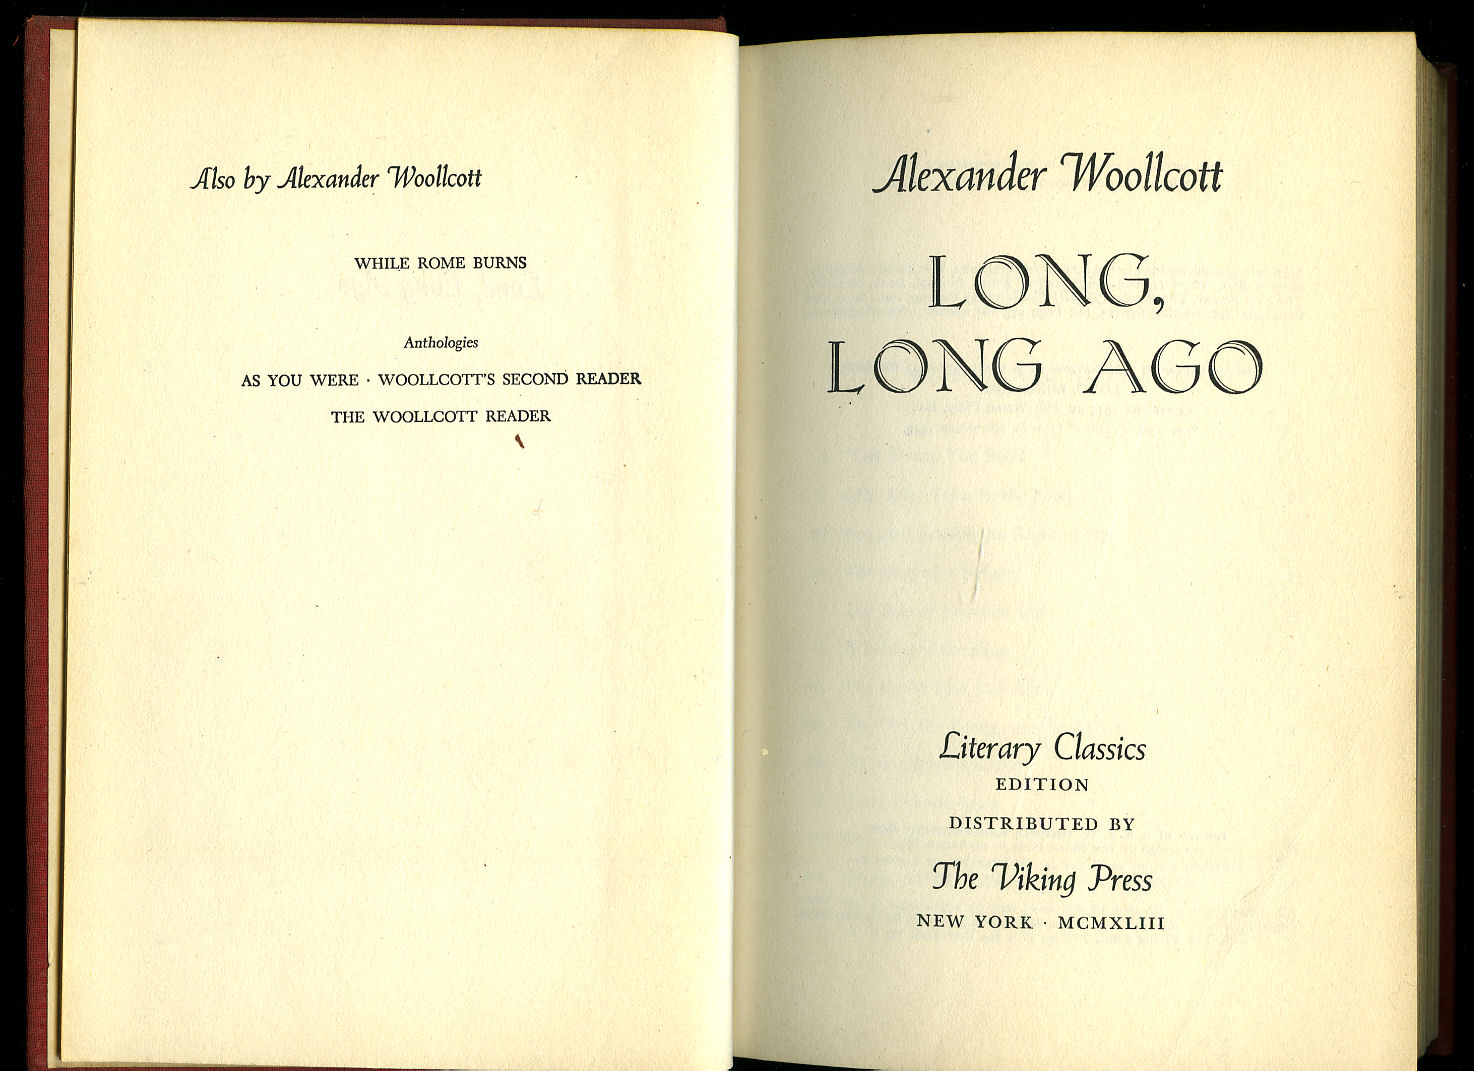 Also by Alexander Woollcott
WHILE ROME BURNS
Anthologies
AS YOU WERE · WOOLLCOTT'S SECOND READER
THE WOOLLCOTT READER
Alexander Woollcott
LONG,
LONG AGO
Literary Classics
EDITION
DISTRIBUTED BY
The Viking Press
NEW YORK · MCMXLIII